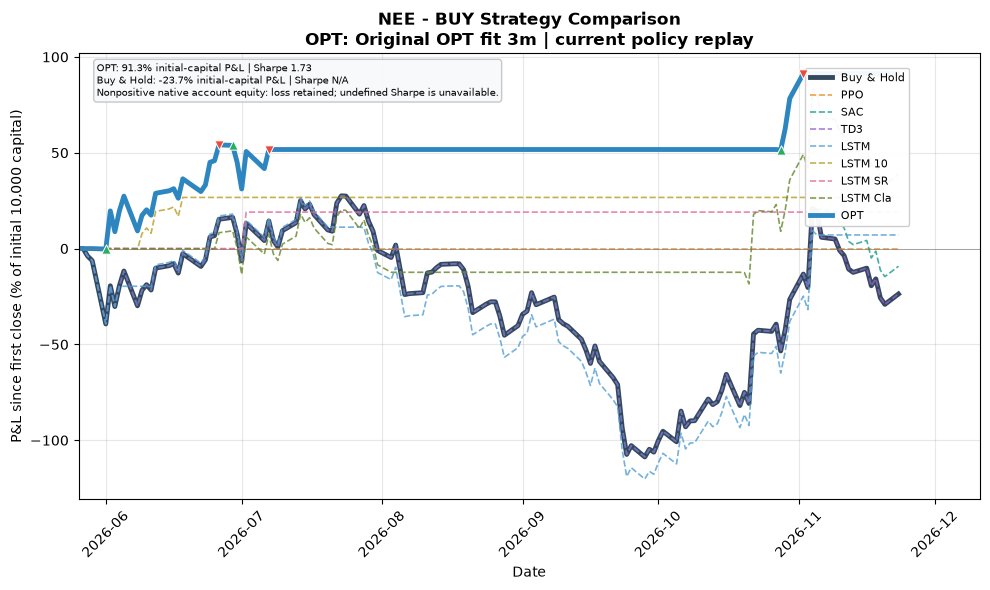 NEE - BUY Strategy Comparison
OPT: Original OPT fit 3m | current policy replay
OPT: 91.3% initial-capital P&L | Sharpe 1.73
Buy & Hold: -23.7% initial-capital P&L | Sharpe N/A
Nonpositive native account equity: loss retained; undefined Sharpe is unavailable.
Buy & Hold
PPO
SAC
TD3
LSTM
LSTM 10
LSTM SR
LSTM Cla
OPT
P&L since first close (% of initial 10,000 capital)
100
50
0
−50
−100
2026-06
2026-07
2026-08
2026-09
2026-10
2026-11
2026-12
Date